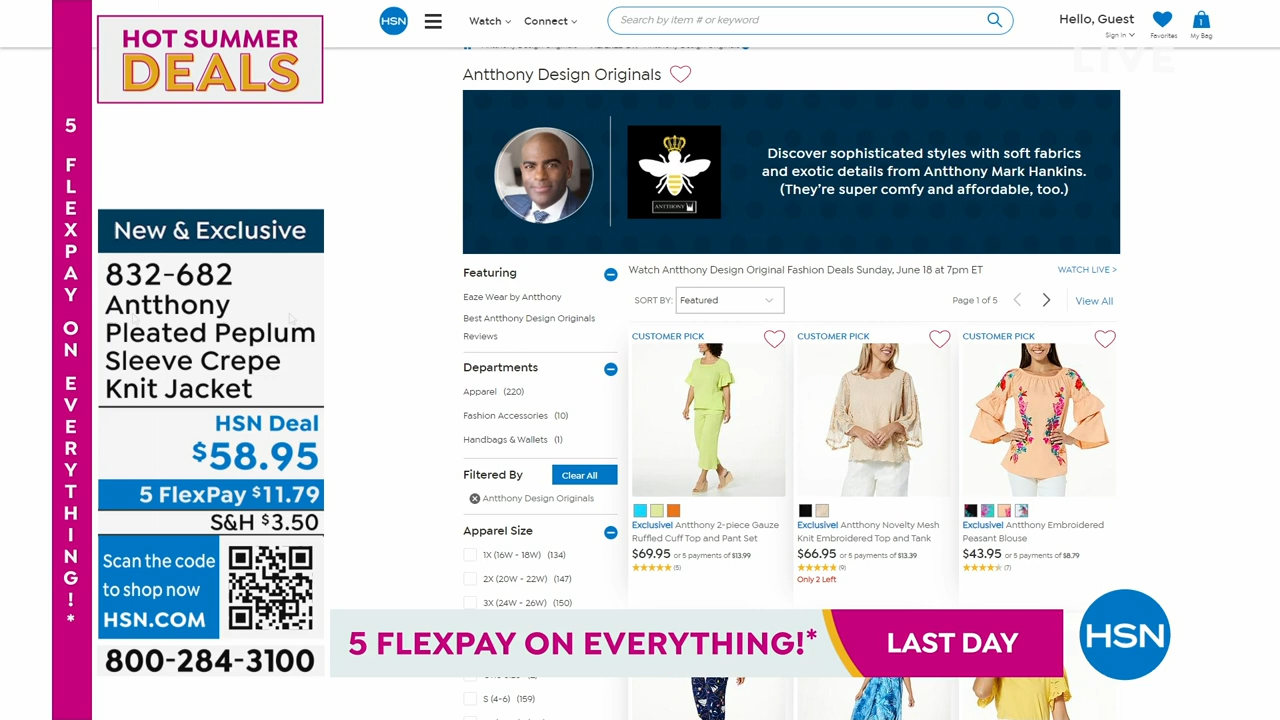 HOT SUMMER
DEALS
5 FLEXPAY ON EVERYTHING!*
New & Exclusive
832-682
Antthony
Pleated Peplum
Sleeve Crepe
Knit Jacket
HSN Deal
$58.95
5 FlexPay $11.79
S&H $3.50
Scan the code
to shop now
HSN.COM
800-284-3100
HSN
Watch
Connect
Search by item # or keyword
Hello, Guest
Sign In
Favorites
1
My Bag
LIVE
Antthony Design Originals
ANTTHONY
Discover sophisticated styles with soft fabrics
and exotic details from Antthony Mark Hankins.
(They're super comfy and affordable, too.)
Featuring
Eaze Wear by Antthony
Best Antthony Design Originals
Reviews
Departments
Apparel (220)
Fashion Accessories (10)
Handbags & Wallets (1)
Filtered By
Clear All
Antthony Design Originals
Apparel Size
1X (16W - 18W) (134)
2X (20W - 22W) (147)
3X (24W - 26W) (150)
S (4-6) (159)
Watch Antthony Design Original Fashion Deals Sunday, June 18 at 7pm ET
WATCH LIVE >
SORT BY: Featured
Page 1 of 5
View All
CUSTOMER PICK
Exclusive! Antthony 2-piece Gauze
Ruffled Cuff Top and Pant Set
$69.95 or 5 payments of $13.99
(5)
CUSTOMER PICK
Exclusive! Antthony Novelty Mesh
Knit Embroidered Top and Tank
$66.95 or 5 payments of $13.39
(9)
Only 2 Left
CUSTOMER PICK
Exclusive! Antthony Embroidered
Peasant Blouse
$43.95 or 5 payments of $8.79
(7)
5 FLEXPAY ON EVERYTHING!*
LAST DAY
HSN